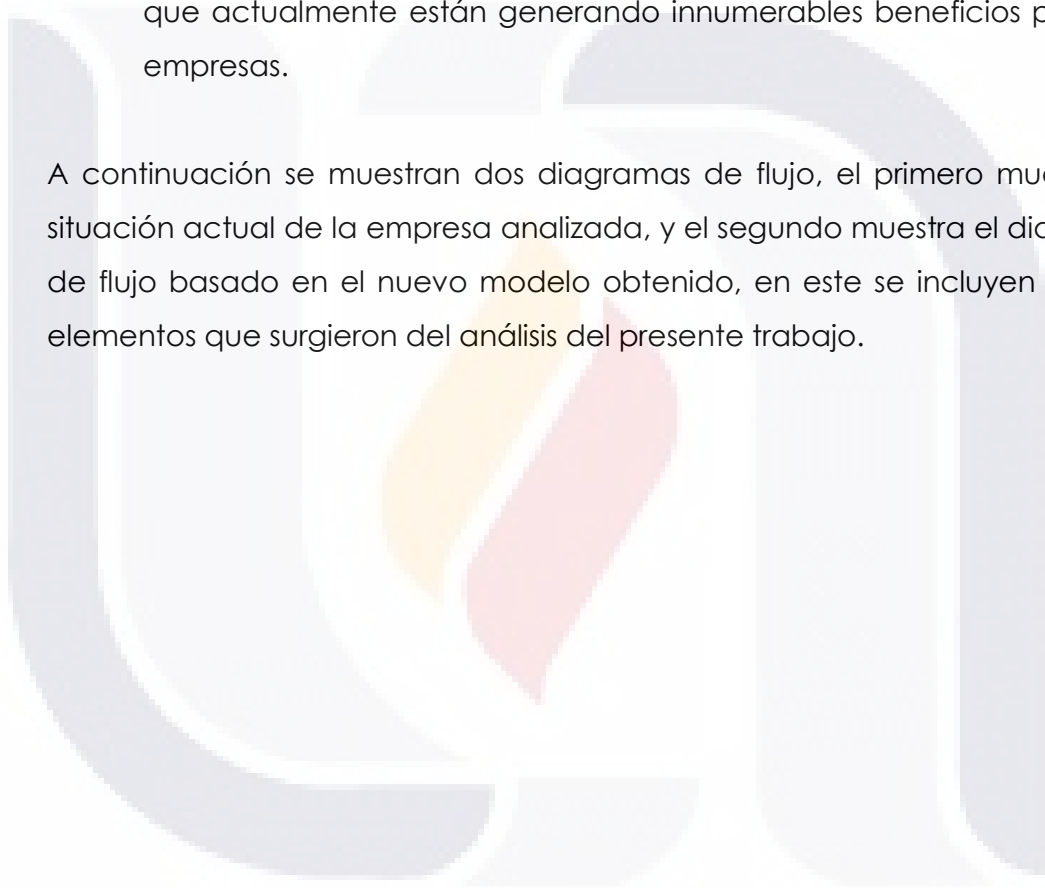 que actualmente están generando innumerables beneficios p
empresas.
A continuación se muestran dos diagramas de flujo, el primero mue
situación actual de la empresa analizada, y el segundo muestra el dia
de flujo basado en el nuevo modelo obtenido, en este se incluyen
elementos que surgieron del análisis del presente trabajo.